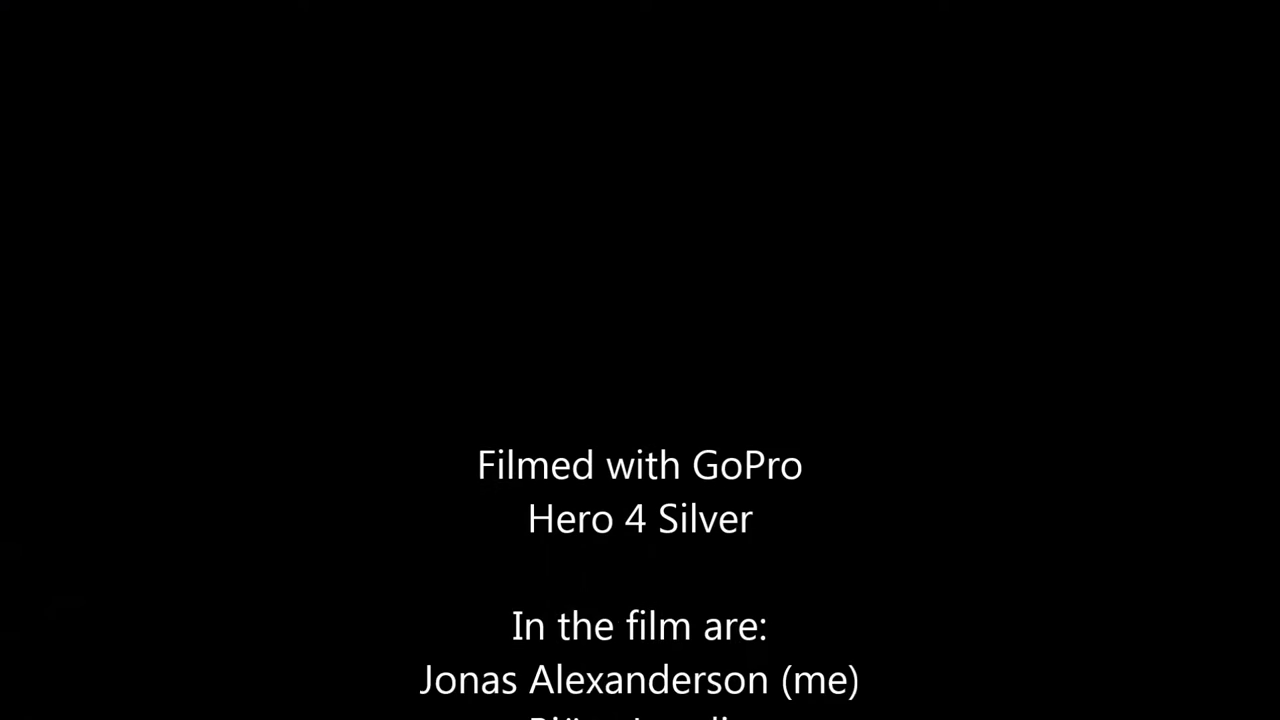 Filmed with GoPro
Hero 4 Silver
In the film are:
Jonas Alexanderson (me)